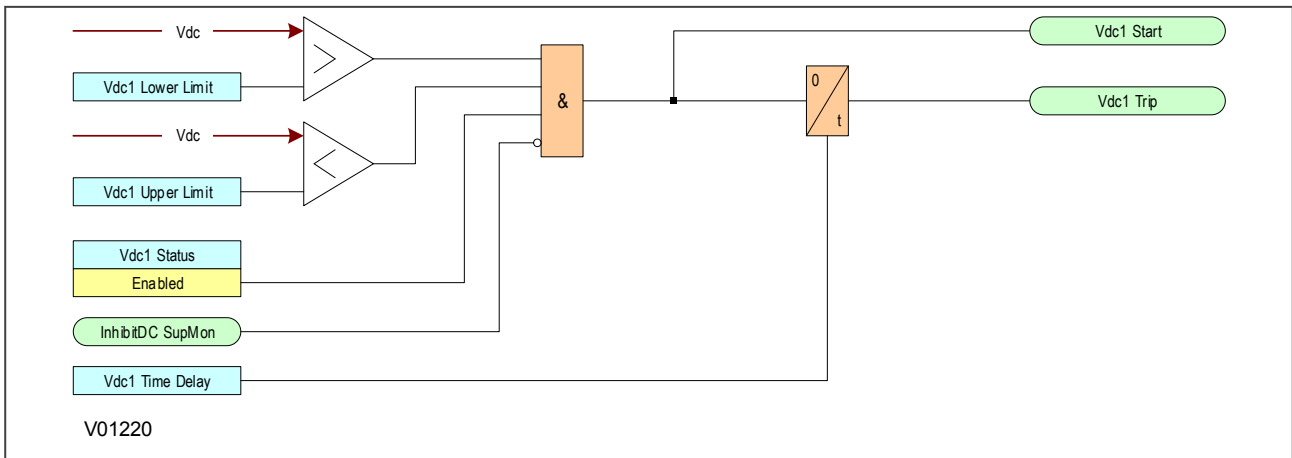 Vdc
Vdc1 Start
>
Vdc1 Lower Limit
&
0
t
Vdc1 Trip
Vdc
<
Vdc1 Upper Limit
Vdc1 Status
Enabled
InhibitDC SupMon
Vdc1 Time Delay
V01220